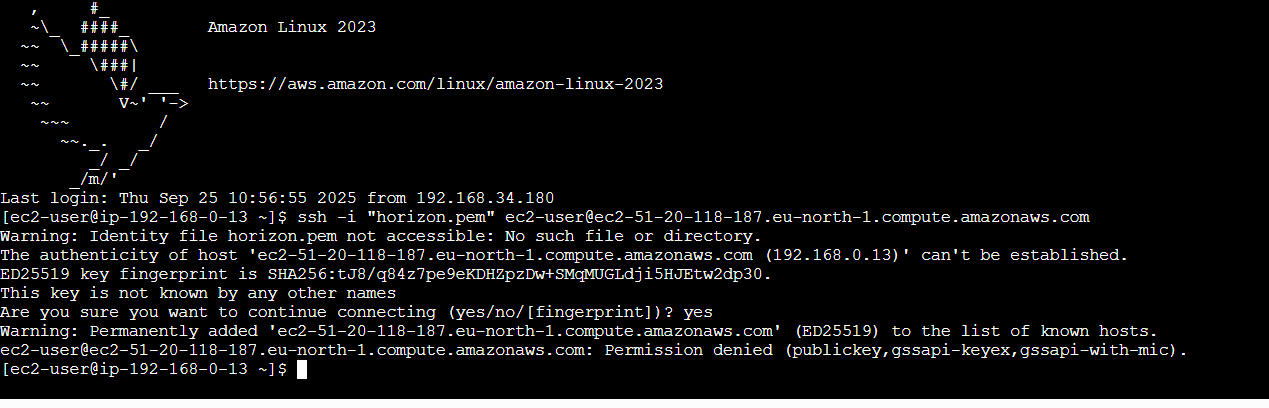 ,     #_
   ~\_  ####_        Amazon Linux 2023
  ~~  \_#####\
  ~~     \###|
  ~~       \#/ ___   https://aws.amazon.com/linux/amazon-linux-2023
   ~~       V~' '->
    ~~~         /
      ~~._.   _/
         _/ _/
       _/m/'
Last login: Thu Sep 25 10:56:55 2025 from 192.168.34.180
[ec2-user@ip-192-168-0-13 ~]$ ssh -i "horizon.pem" ec2-user@ec2-51-20-118-187.eu-north-1.compute.amazonaws.com
Warning: Identity file horizon.pem not accessible: No such file or directory.
The authenticity of host 'ec2-51-20-118-187.eu-north-1.compute.amazonaws.com (192.168.0.13)' can't be established.
ED25519 key fingerprint is SHA256:tJ8/q84z7pe9eKDHZpzDw+SMqMUGLdji5HJEtw2dp30.
This key is not known by any other names
Are you sure you want to continue connecting (yes/no/[fingerprint])? yes
Warning: Permanently added 'ec2-51-20-118-187.eu-north-1.compute.amazonaws.com' (ED25519) to the list of known hosts.
ec2-user@ec2-51-20-118-187.eu-north-1.compute.amazonaws.com: Permission denied (publickey,gssapi-keyex,gssapi-with-mic).
[ec2-user@ip-192-168-0-13 ~]$